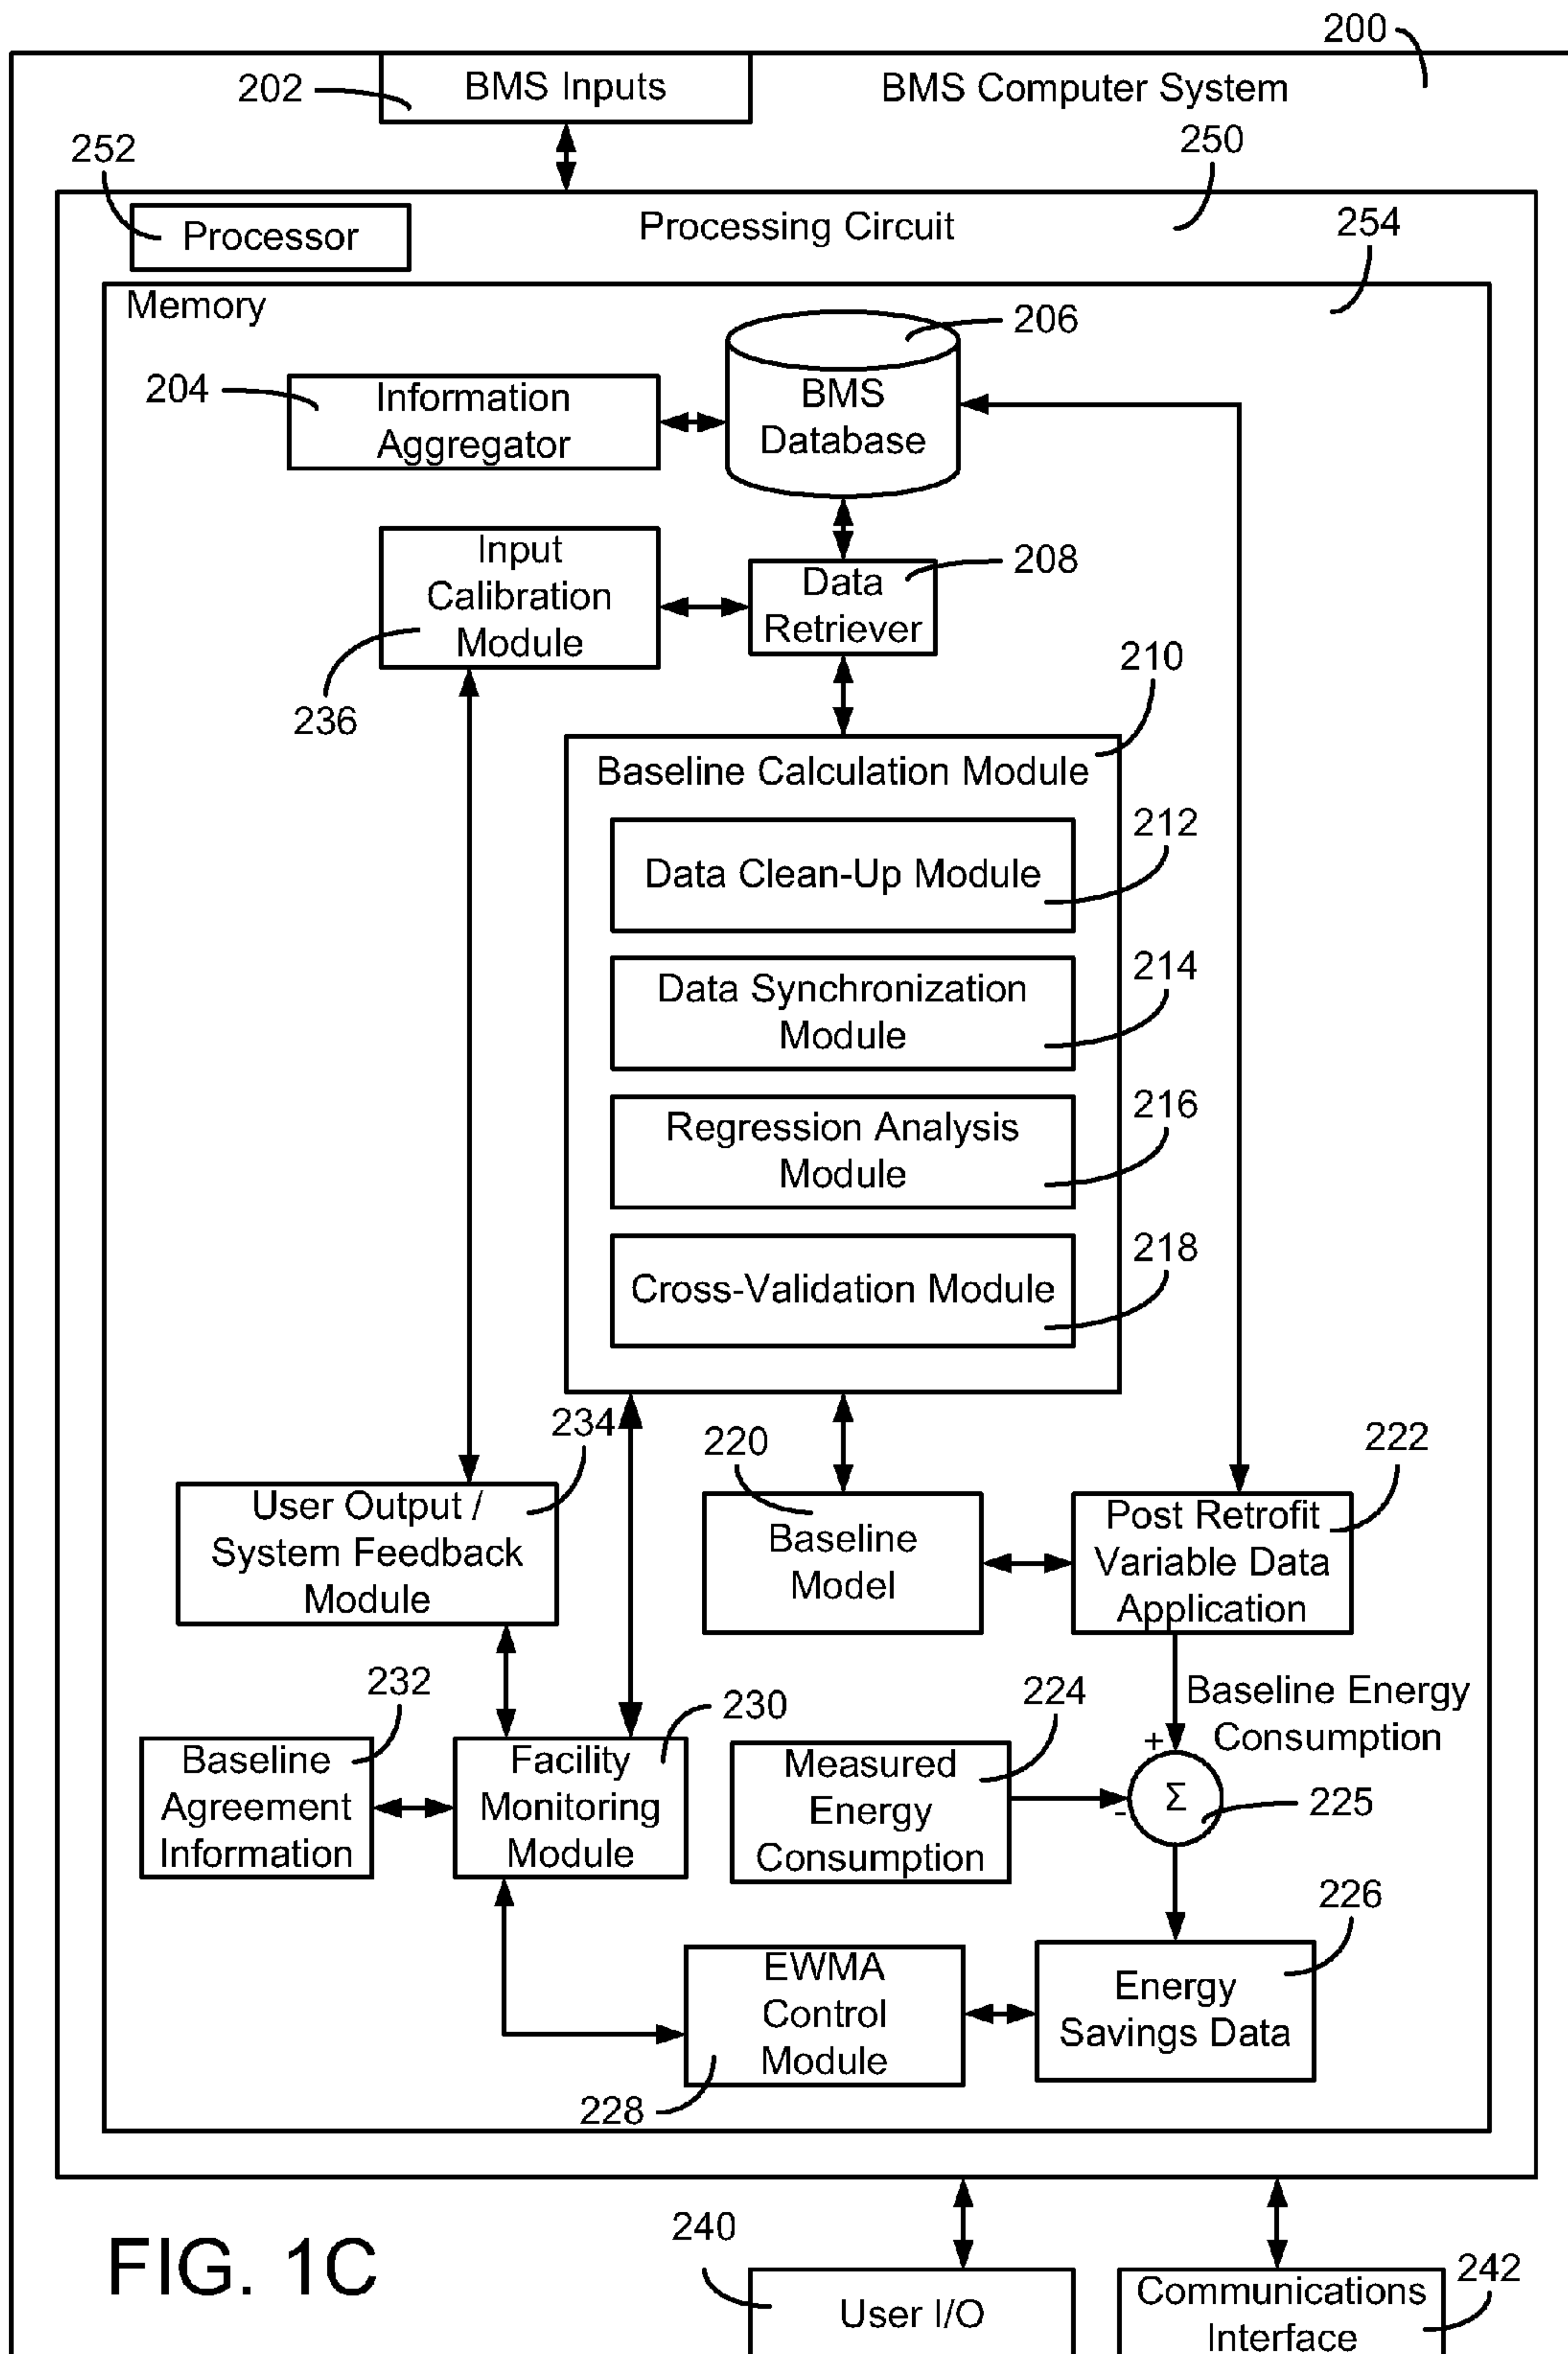 200
BMS Inputs
BMS Computer System
202
252
250
Processor
Processing Circuit
254
Memory
206
204
Information
Aggregator
BMS
Database
Input
Calibration
Module
208
Data
Retriever
236
210
Baseline Calculation Module
212
Data Clean-Up Module
214
Data Synchronization
Module
216
Regression Analysis
Module
218
Cross-Validation Module
234
220
222
User Output /
System Feedback
Module
Baseline
Model
Post Retrofit
Variable Data
Application
232
230
224
Baseline Energy
Consumption
Baseline
Agreement
Information
Facility
Monitoring
Module
Measured
Energy
Consumption
+
-
Σ
225
226
EWMA
Control
Module
Energy
Savings Data
228
FIG. 1C
240
User I/O
242
Communications
Interface